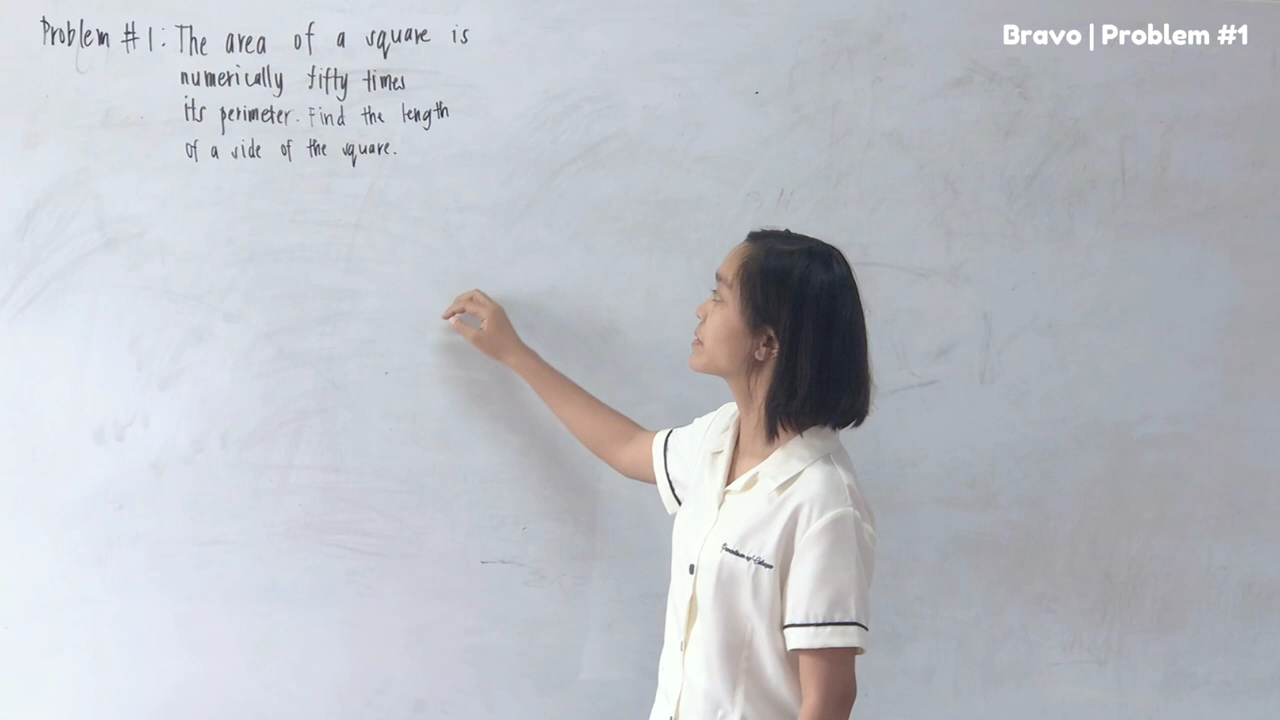 Problem #1: The area of a square is
numerically fifty times
its perimeter. Find the length
of a side of the square.
Bravo | Problem #1